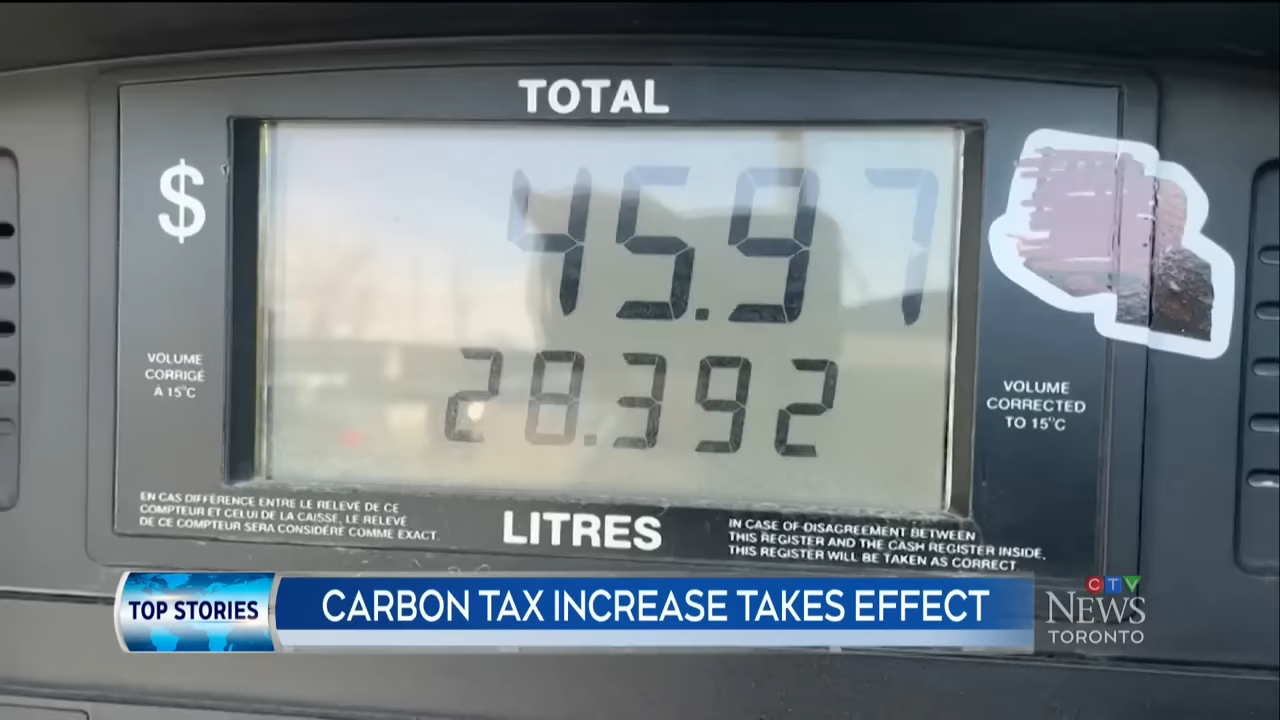 TOTAL
$
45.97
28.392
VOLUME
CORRIGÉ
À 15°C
VOLUME
CORRECTED
TO 15°C
EN CAS DIFFÉRENCE ENTRE LE RELEVÉ DE CE
COMPTEUR ET CELUI DE LA CAISSE, LE RELEVÉ
DE CE COMPTEUR SERA CONSIDÉRÉ COMME EXACT.
LITRES
IN CASE OF DISAGREEMENT BETWEEN
THIS REGISTER AND THE CASH REGISTER INSIDE,
THIS REGISTER WILL BE TAKEN AS CORRECT.
TOP STORIES
CARBON TAX INCREASE TAKES EFFECT
CTV
NEWS
TORONTO